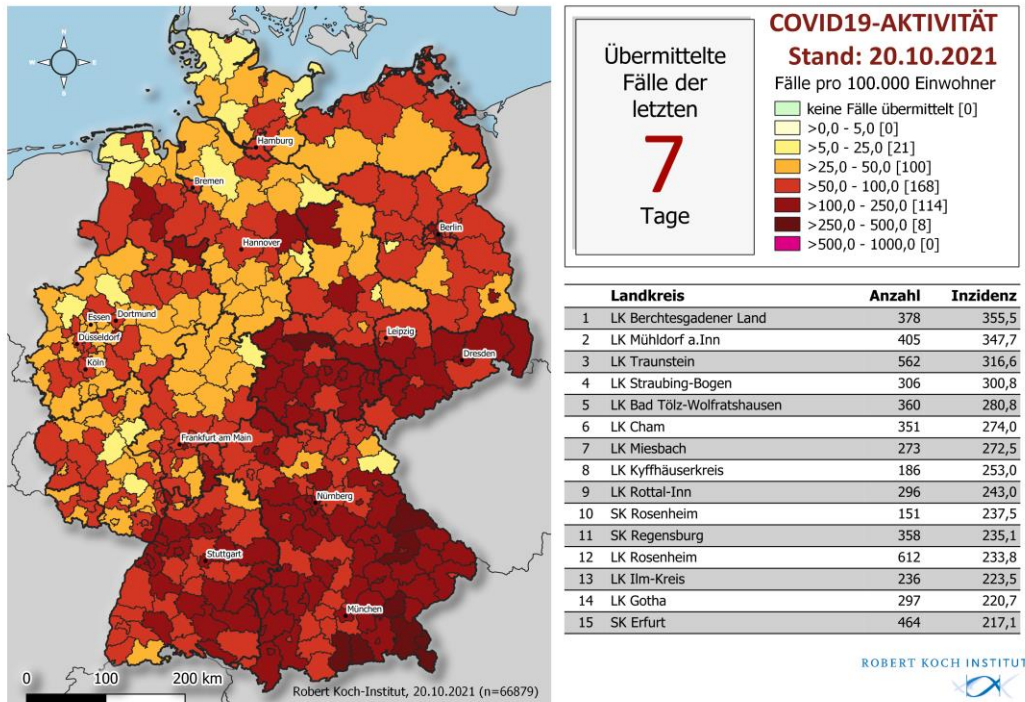 N
W
E
S
Hamburg
Bremen
Berlin
Hannover
Essen
Dortmund
Düsseldorf
Leipzig
Köln
Dresden
Frankfurt am Main
Nürnberg
Stuttgart
München
0 100 200 km
Robert Koch-Institut, 20.10.2021 (n=66879)
Übermittelte
Fälle der
letzten
7
Tage
COVID19-AKTIVITÄT
Stand: 20.10.2021
Fälle pro 100.000 Einwohner
keine Fälle übermittelt [0]
>0,0 - 5,0 [0]
>5,0 - 25,0 [21]
>25,0 - 50,0 [100]
>50,0 - 100,0 [168]
>100,0 - 250,0 [114]
>250,0 - 500,0 [8]
>500,0 - 1000,0 [0]
Landkreis Anzahl Inzidenz
1 LK Berchtesgadener Land 378 355,5
2 LK Mühldorf a.Inn 405 347,7
3 LK Traunstein 562 316,6
4 LK Straubing-Bogen 306 300,8
5 LK Bad Tölz-Wolfratshausen 360 280,8
6 LK Cham 351 274,0
7 LK Miesbach 273 272,5
8 LK Kyffhäuserkreis 186 253,0
9 LK Rottal-Inn 296 243,0
10 SK Rosenheim 151 237,5
11 SK Regensburg 358 235,1
12 LK Rosenheim 612 233,8
13 LK Ilm-Kreis 236 223,5
14 LK Gotha 297 220,7
15 SK Erfurt 464 217,1
ROBERT KOCH INSTITUT